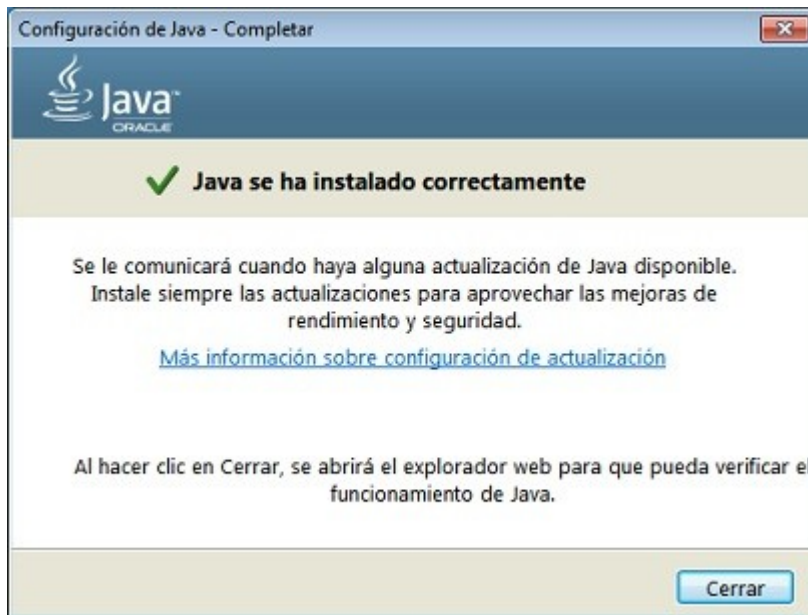 Configuración de Java - Completar
Java™
ORACLE
Java se ha instalado correctamente
Se le comunicará cuando haya alguna actualización de Java disponible.
Instale siempre las actualizaciones para aprovechar las mejoras de
rendimiento y seguridad.
Más información sobre configuración de actualización
Al hacer clic en Cerrar, se abrirá el explorador web para que pueda verificar el
funcionamiento de Java.
Cerrar